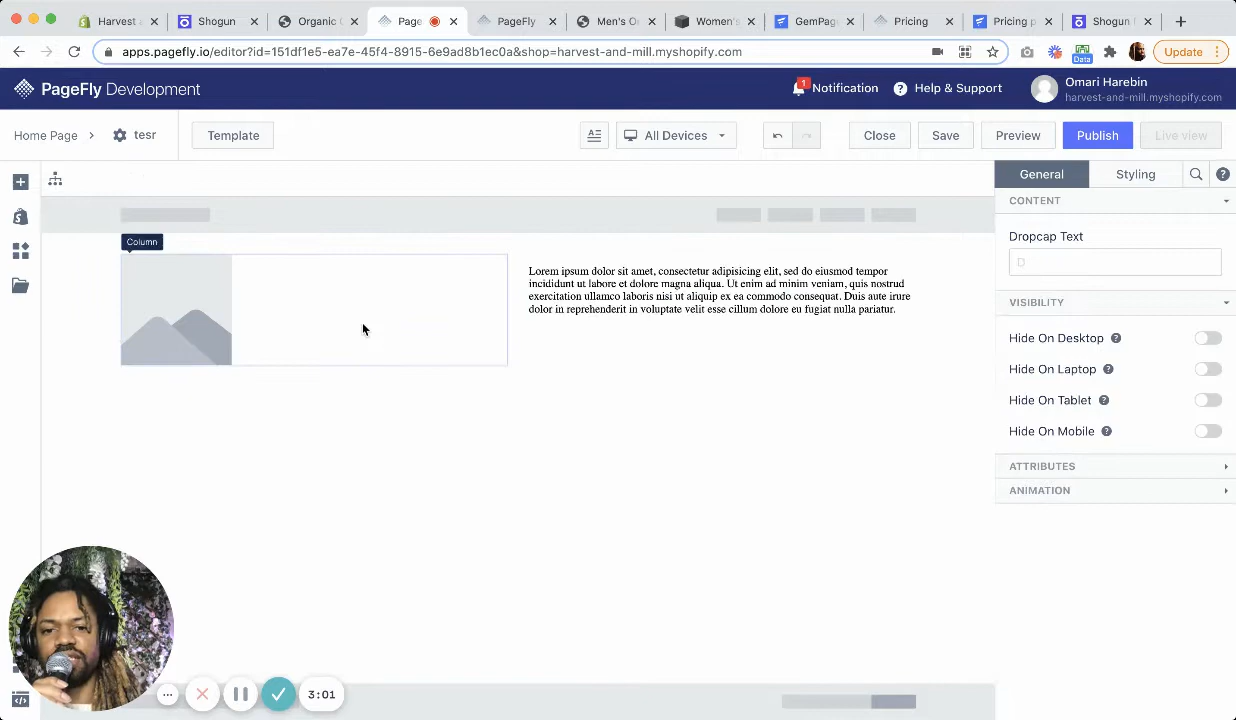 Harvest a
Shogun
Organic (
Page
PageFly
Men's O
Women's
GemPag
Pricing
Pricing p
Shogun
apps.pagefly.io/editor?id=151df1e5-ea7e-45f4-8915-6e9ad8b1ec0a&shop=harvest-and-mill.myshopify.com
Data
Update
PageFly Development
1
Notification
Help & Support
Omari Harebin
harvest-and-mill.myshopify.com
Home Page
tesr
Template
All Devices
Close
Save
Preview
Publish
Live view
General
Styling
CONTENT
Dropcap Text
D
Column
Lorem ipsum dolor sit amet, consectetur adipisicing elit, sed do eiusmod tempor
incididunt ut labore et dolore magna aliqua. Ut enim ad minim veniam, quis nostrud
exercitation ullamco laboris nisi ut aliquip ex ea commodo consequat. Duis aute irure
dolor in reprehenderit in voluptate velit esse cillum dolore eu fugiat nulla pariatur.
VISIBILITY
Hide On Desktop
Hide On Laptop
Hide On Tablet
Hide On Mobile
ATTRIBUTES
ANIMATION
3:01